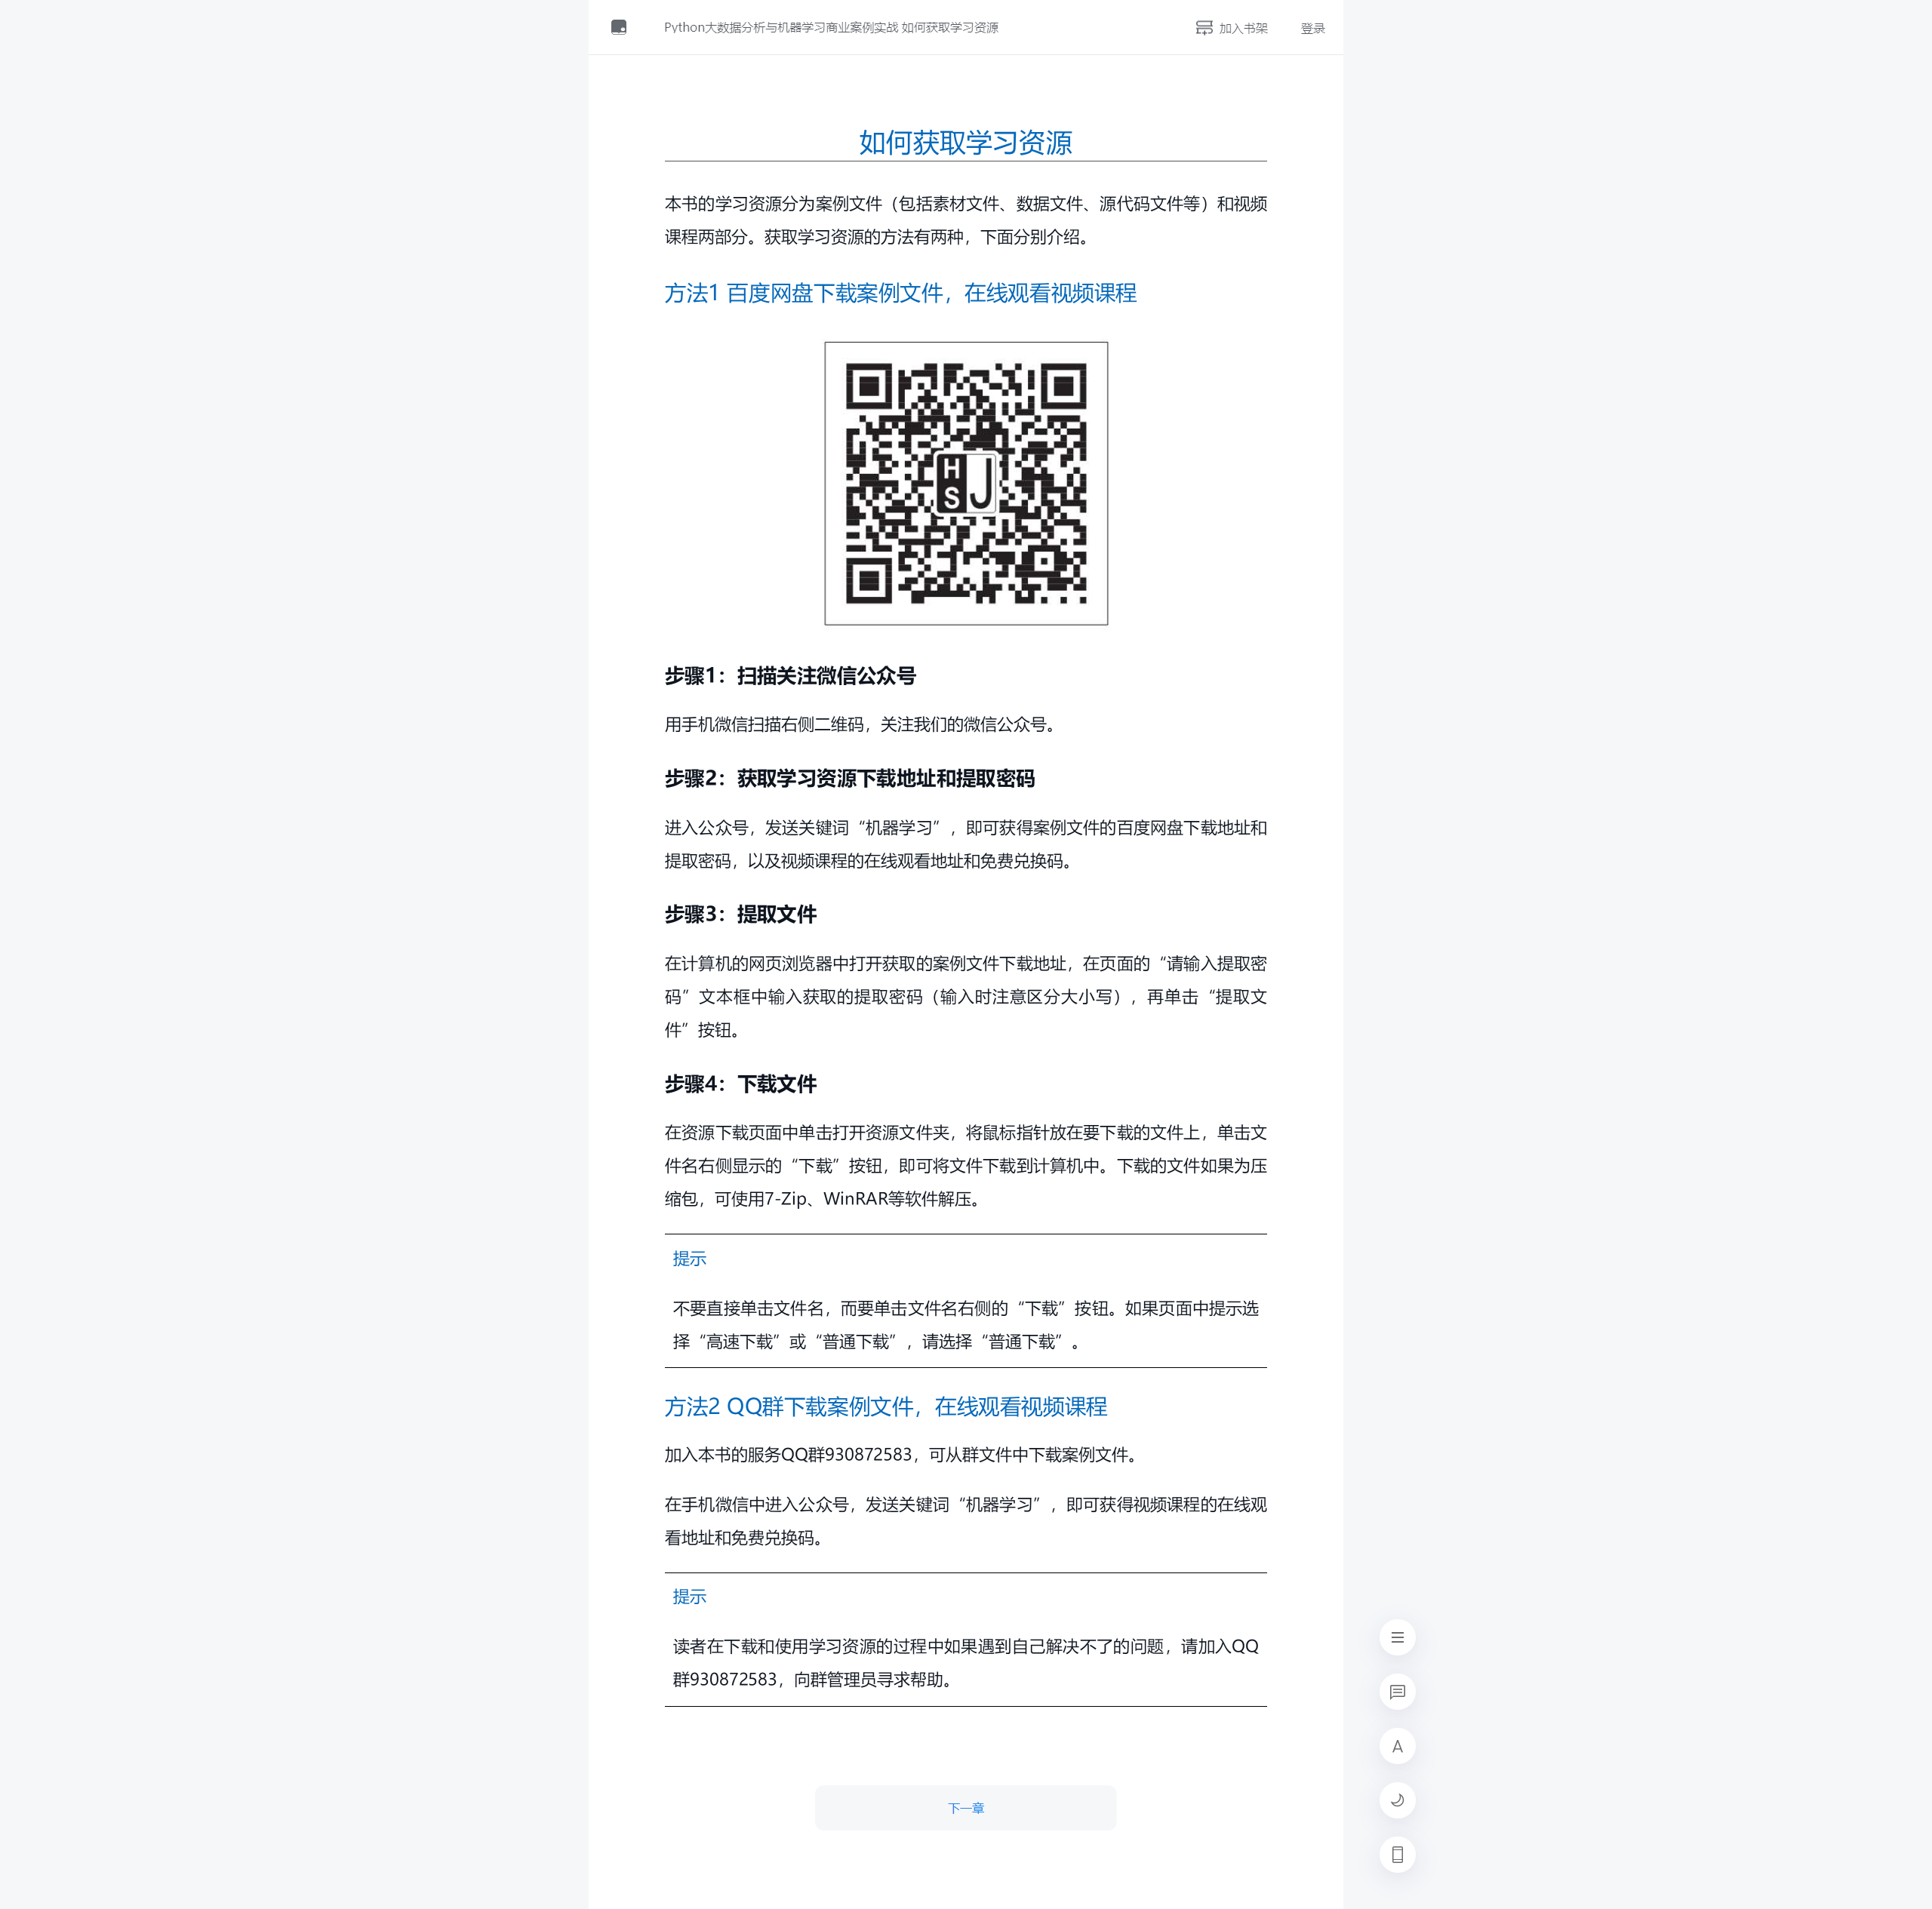 Python大数据分析与机器学习商业案例实战 如何获取学习资源
加入书架
登录
如何获取学习资源
本书的学习资源分为案例文件（包括素材文件、数据文件、源代码文件等）和视频
课程两部分。获取学习资源的方法有两种，下面分别介绍。
方法1 百度网盘下载案例文件，在线观看视频课程
H
S
J
步骤1：扫描关注微信公众号
用手机微信扫描右侧二维码，关注我们的微信公众号。
步骤2：获取学习资源下载地址和提取密码
进入公众号，发送关键词“机器学习”，即可获得案例文件的百度网盘下载地址和
提取密码，以及视频课程的在线观看地址和免费兑换码。
步骤3：提取文件
在计算机的网页浏览器中打开获取的案例文件下载地址，在页面的“请输入提取密
码”文本框中输入获取的提取密码（输入时注意区分大小写），再单击“提取文
件”按钮。
步骤4：下载文件
在资源下载页面中单击打开资源文件夹，将鼠标指针放在要下载的文件上，单击文
件名右侧显示的“下载”按钮，即可将文件下载到计算机中。下载的文件如果为压
缩包，可使用7-Zip、WinRAR等软件解压。
提示
不要直接单击文件名，而要单击文件名右侧的“下载”按钮。如果页面中提示选
择“高速下载”或“普通下载”，请选择“普通下载”。
方法2 QQ群下载案例文件，在线观看视频课程
加入本书的服务QQ群930872583，可从群文件中下载案例文件。
在手机微信中进入公众号，发送关键词“机器学习”，即可获得视频课程的在线观
看地址和免费兑换码。
提示
读者在下载和使用学习资源的过程中如果遇到自己解决不了的问题，请加入QQ
群930872583，向群管理员寻求帮助。
A
下一章